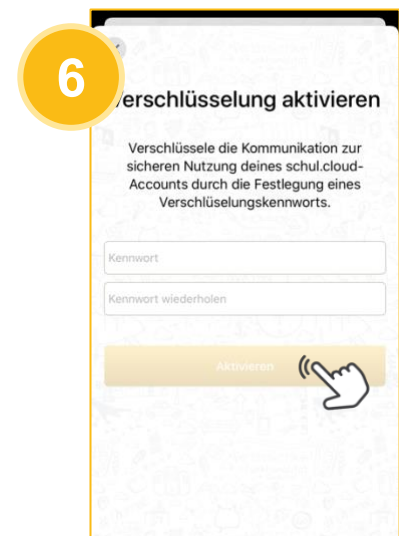 6
Verschlüsselung aktivieren
Verschlüssele die Kommunikation zur
sicheren Nutzung deines schul.cloud-
Accounts durch die Festlegung eines
Verschlüselungskennworts.
Kennwort
Kennwort wiederholen
Aktivieren